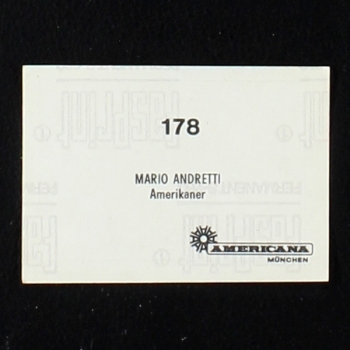 178
MARIO ANDRETTI
Amerikaner
AMERICANA
MÜNCHEN